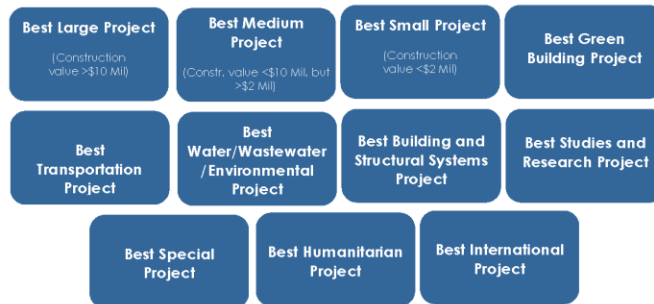 Best Large Project
(Construction
value >$10 Mil)
Best Medium
Project
(Constr. value <$10 Mil, but
>$2 Mil)
Best Small Project
(Construction
value <$2 Mil)
Best Green
Building Project
Best
Transportation
Project
Best
Water/Wastewater
/Environmental
Project
Best Building and
Structural Systems
Project
Best Studies and
Research Project
Best Special
Project
Best Humanitarian
Project
Best International
Project